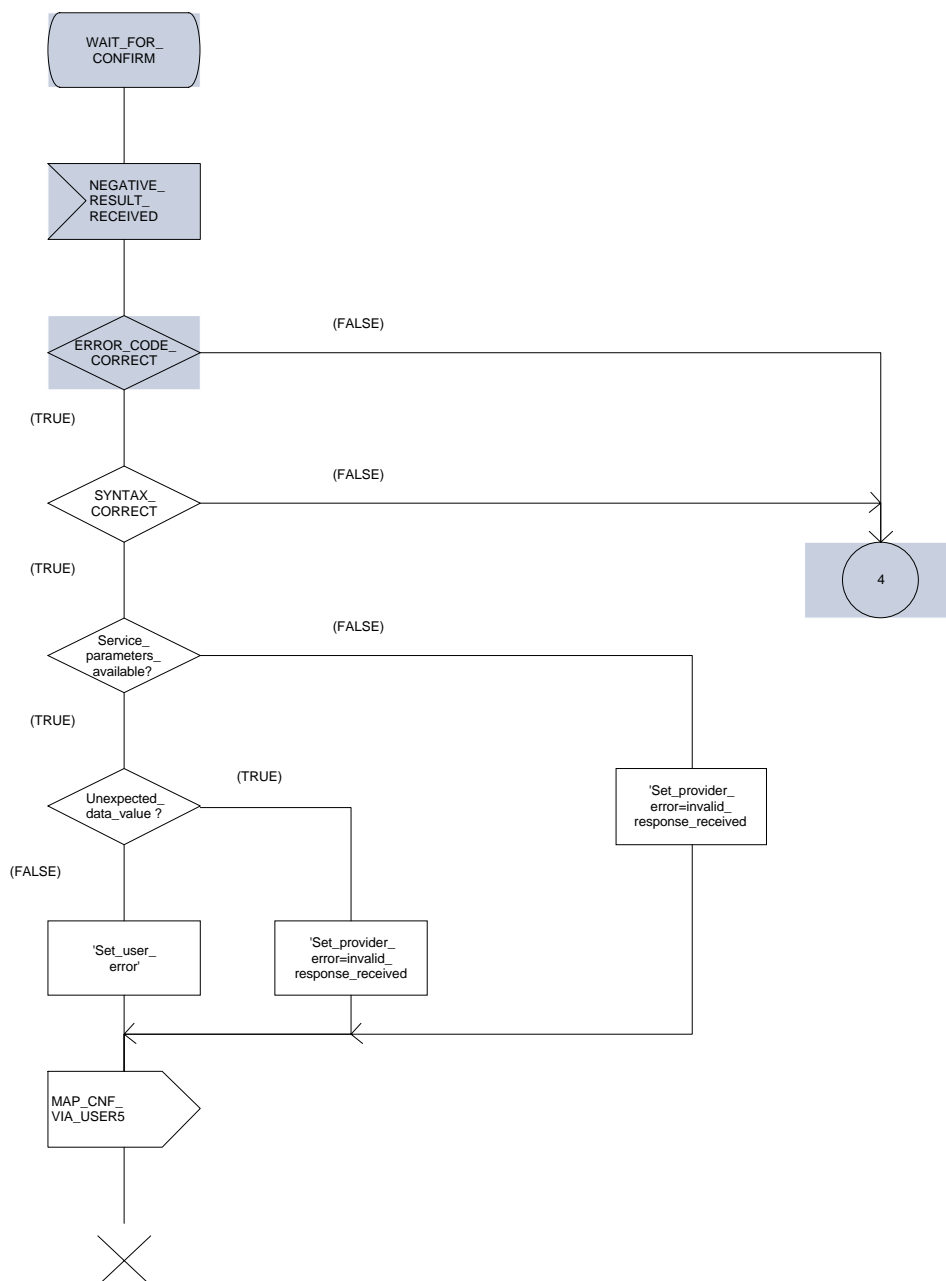 WAIT_FOR_
CONFIRM
NEGATIVE_
RESULT_
RECEIVED
(FALSE)
ERROR_CODE_
CORRECT
(TRUE)
(FALSE)
SYNTAX_
CORRECT
(TRUE)
4
(FALSE)
Service_
parameters_
available?
(TRUE)
(TRUE)
Unexpected_
data_value ?
'Set_provider_
error=invalid_
response_received
(FALSE)
'Set_user_
error'
'Set_provider_
error=invalid_
response_received
MAP_CNF_
VIA_USER5